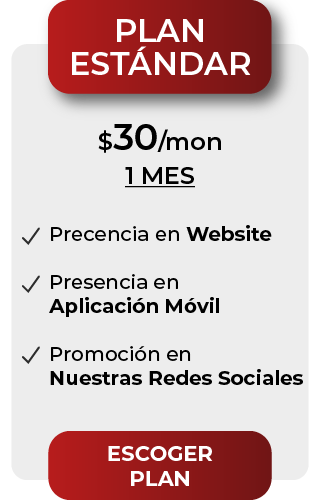 PLAN
ESTÁNDAR
$30/mon
1 MES
Precencia en Website
Presencia en
Aplicación Móvil
Promoción en
Nuestras Redes Sociales
ESCOGER
PLAN